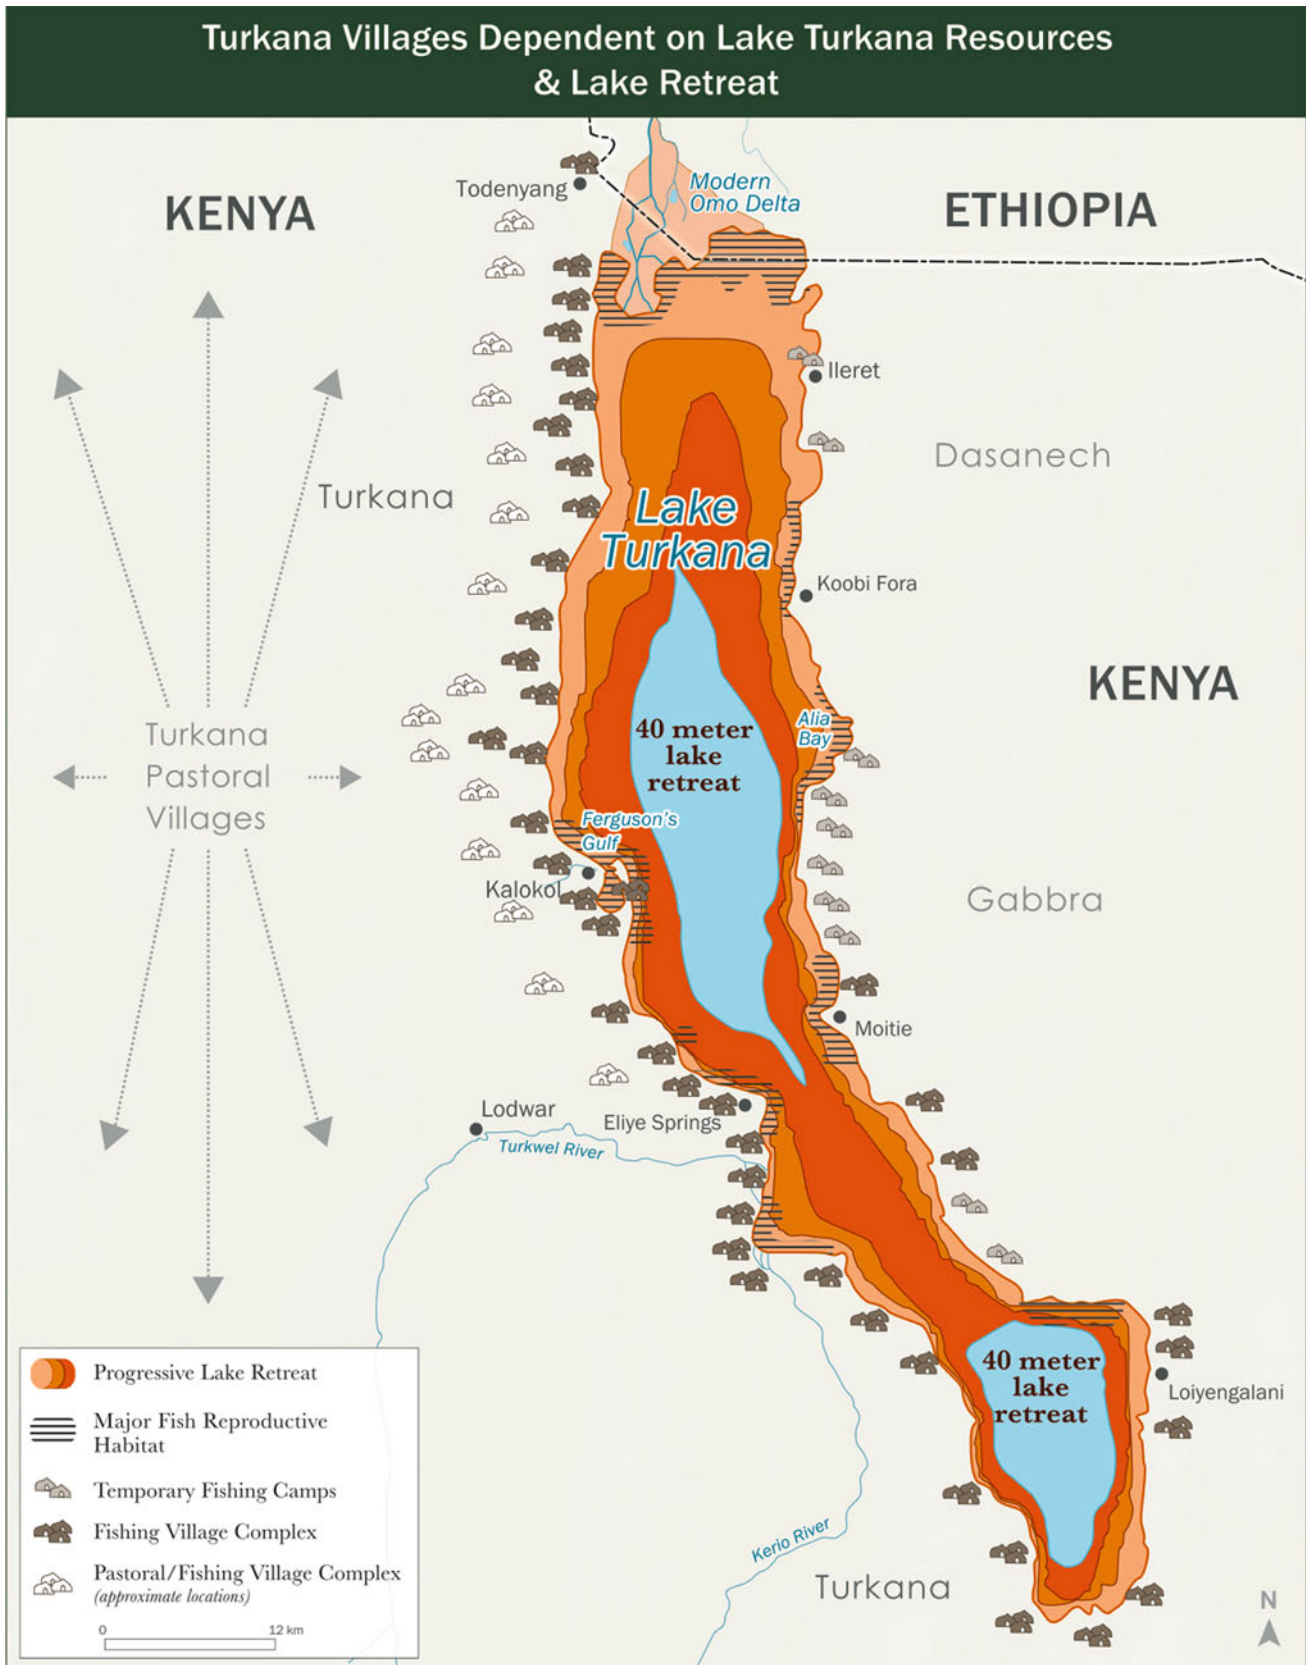 Turkana Villages Dependent on Lake Turkana Resources
& Lake Retreat
KENYA
Todenyang
Modern
Omo Delta
ETHIOPIA
Ileret
Dasanech
Turkana
Lake
Turkana
Koobi Fora
KENYA
Alia
Bay
40 meter
lake
retreat
Turkana
Pastoral
Villages
Ferguson's
Gulf
Kalokol
Gabbra
Moitie
Lodwar
Eliye Springs
Turkwel River
40 meter
lake
retreat
Loiyengalani
Kerio River
Turkana
Progressive Lake Retreat
Major Fish Reproductive
Habitat
Temporary Fishing Camps
Fishing Village Complex
Pastoral/Fishing Village Complex
(approximate locations)
0 12 km
N